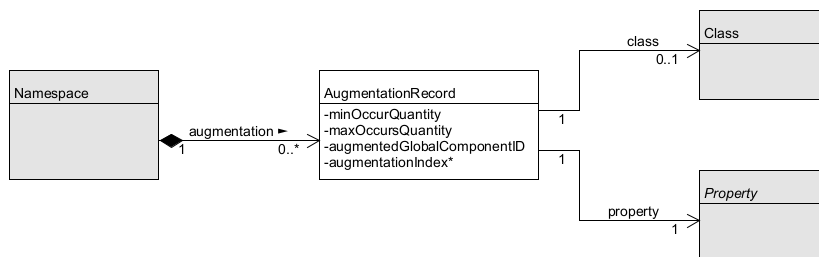 Namespace
augmentation ►
1
0..*
AugmentationRecord
-minOccurQuantity
-maxOccursQuantity
-augmentedGlobalComponentID
-augmentationIndex*
class
0..1
1
Class
1
property
1
Property